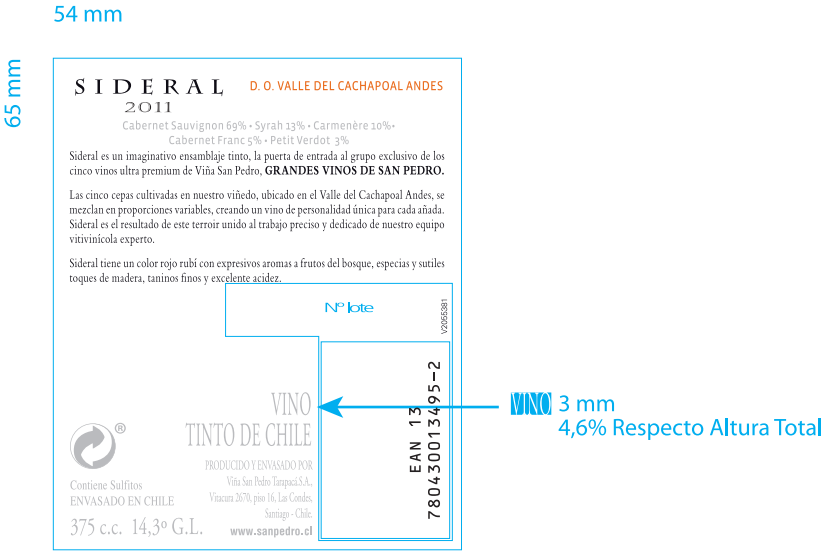 54 mm
65 mm
SIDERAL
2011
D. O. VALLE DEL CACHAPOAL ANDES
Cabernet Sauvignon 69% • Syrah 13% • Carmenère 10%•
Cabernet Franc 5% • Petit Verdot 3%
Sideral es un imaginativo ensamblaje tinto, la puerta de entrada al grupo exclusivo de los
cinco vinos ultra premium de Viña San Pedro, GRANDES VINOS DE SAN PEDRO.
Las cinco cepas cultivadas en nuestro viñedo, ubicado en el Valle del Cachapoal Andes, se
mezclan en proporciones variables, creando un vino de personalidad única para cada añada.
Sideral es el resultado de este terroir unido al trabajo preciso y dedicado de nuestro equipo
vitivinícola experto.
Sideral tiene un color rojo rubí con expresivos aromas a frutos del bosque, especias y sutiles
toques de madera, taninos finos y excelente acidez.
Nº lote
V2055381
EAN 13
780430013495-2
VINO
TINTO DE CHILE
PRODUCIDO Y ENVASADO POR
Viña San Pedro Tarapacá S.A.,
Vitacura 2670, piso 16, Las Condes,
Santiago - Chile.
www.sanpedro.cl
®
Contiene Sulfitos
ENVASADO EN CHILE
375 c.c. 14,3º G.L.
VINO 3 mm
4,6% Respecto Altura Total